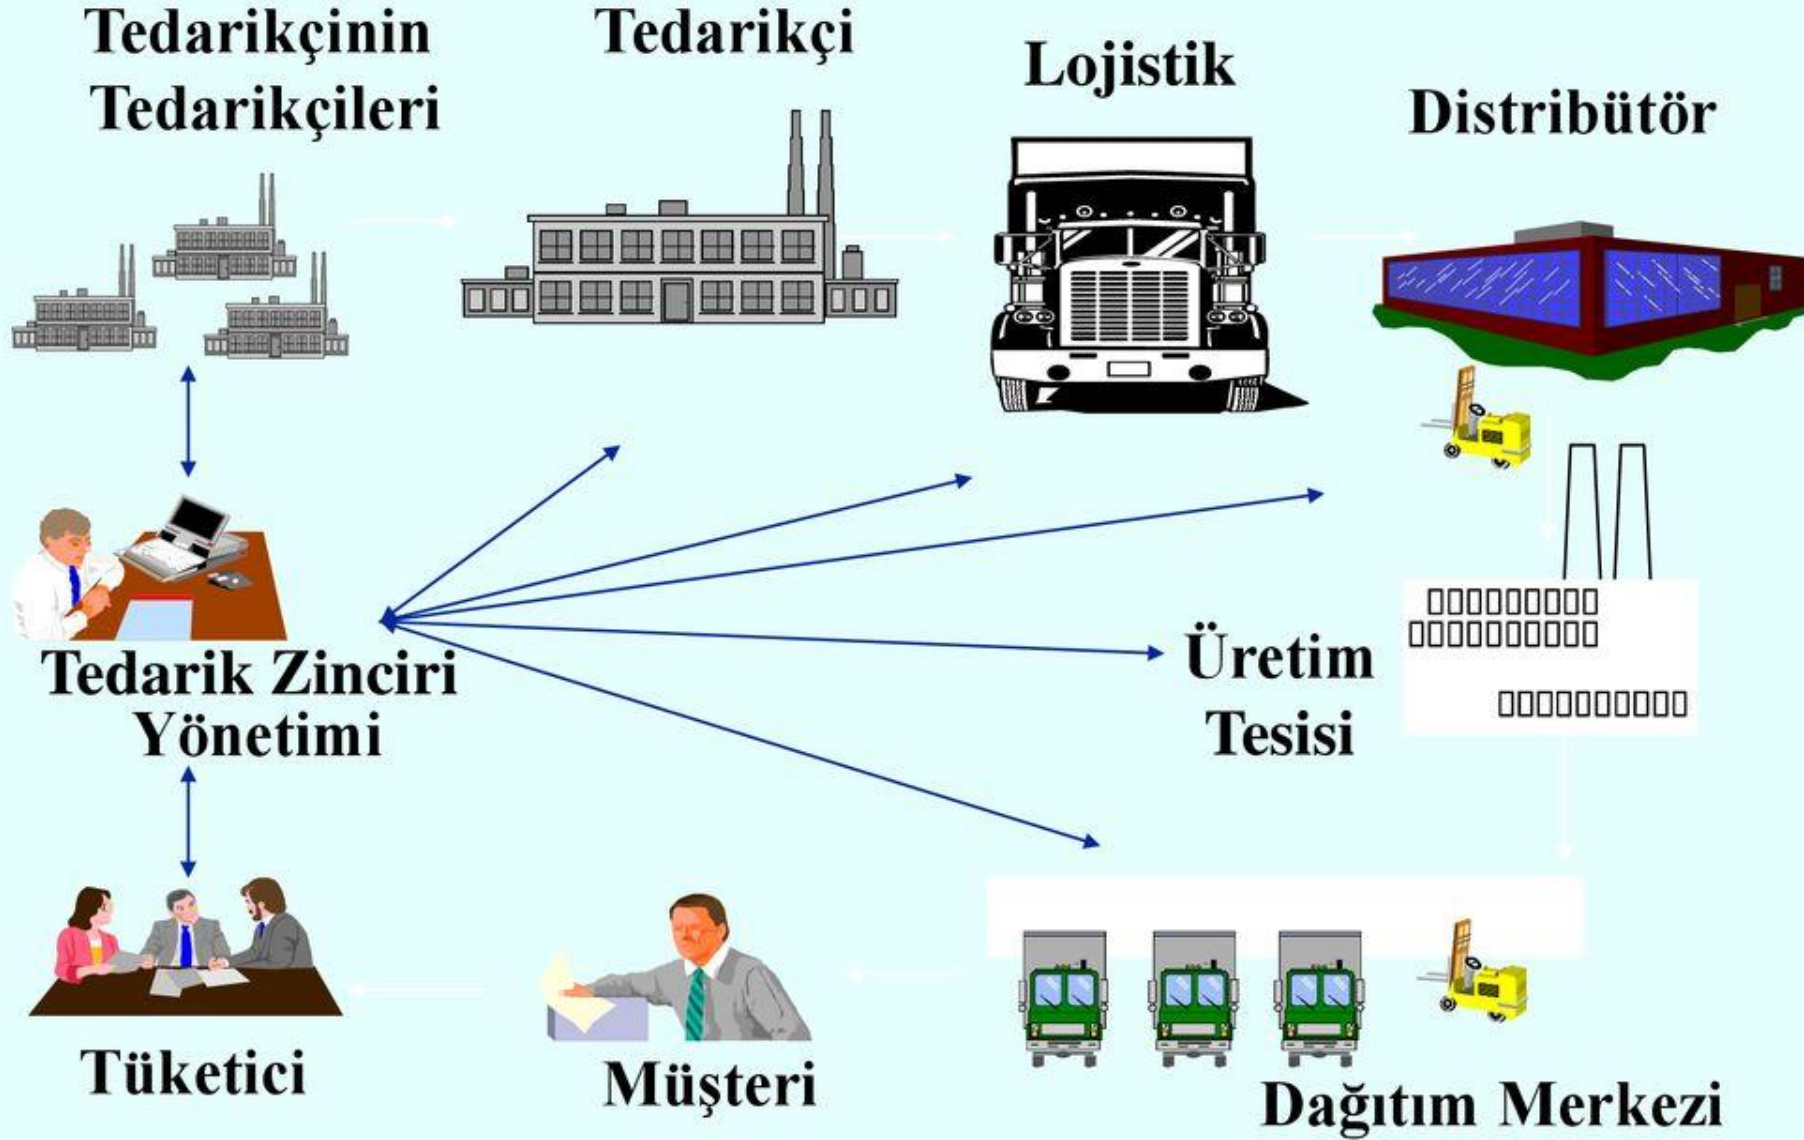 Tedarikçinin
Tedarikçileri
Tedarikçi
Lojistik
Distribütör
Tedarik Zinciri
Yönetimi
Üretim
Tesisi
Tüketici
Müşteri
Dağıtım Merkezi